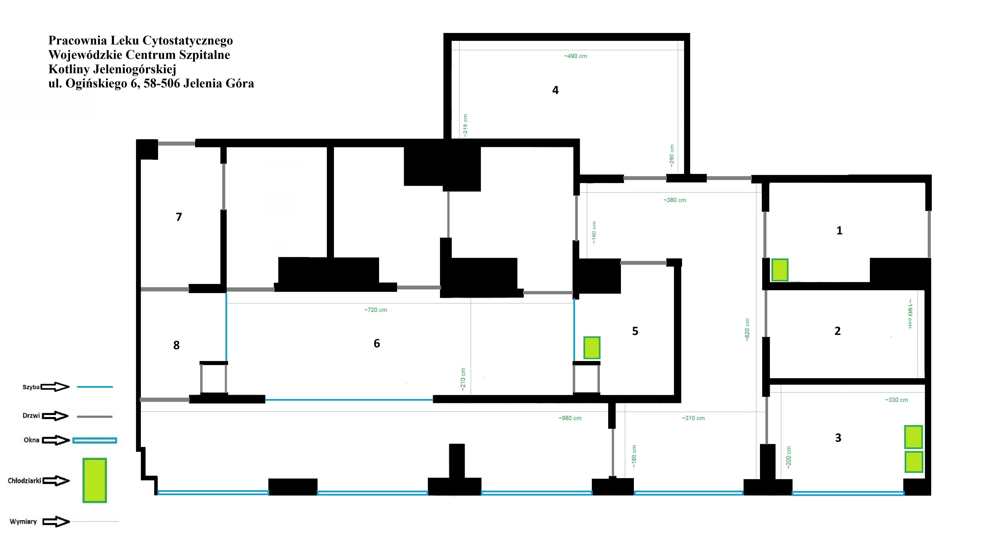 Pracownia Leku Cytostatycznego
Wojewódzkie Centrum Szpitalne
Kotliny Jeleniogórskiej
ul. Ogińskiego 6, 58-506 Jelenia Góra
~490 cm
4
~215 cm
~290 cm
~380 cm
7
~160 cm
1
~720 cm
~190 cm
~620 cm
5
2
6
8
~210 cm
Szyba
~330 cm
Drzwi
~980 cm
~310 cm
Okna
3
~160 cm
~200 cm
Chłodziarki
Wymiary